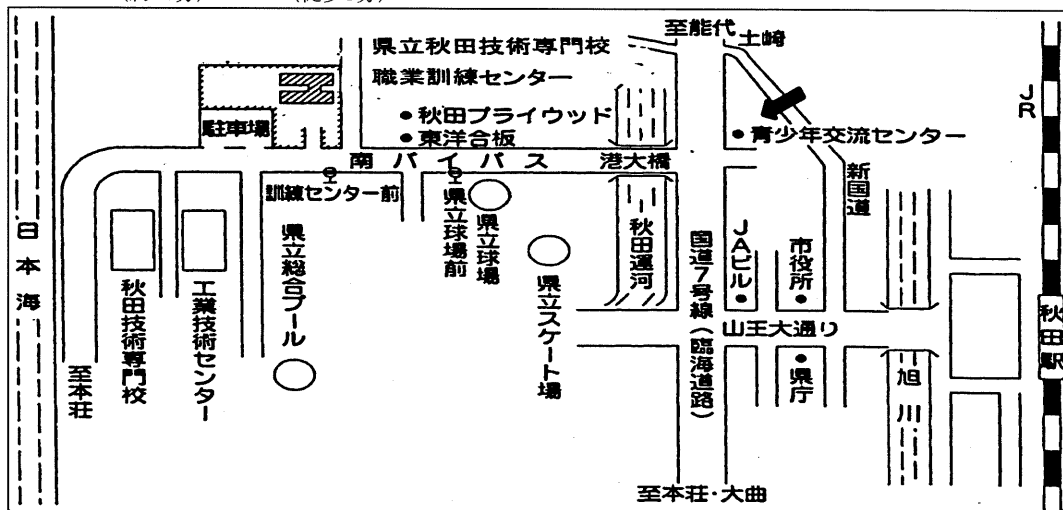 至能代
土崎
県立秋田技術専門校
職業訓練センター
秋田プライウッド
東洋合板
駐車場
青少年交流センター
JR
南バイパス
港大橋
新国道
訓練センター前
県立球場前
県立球場
秋田運河
国道7号線(臨海道路)
JAビル
市役所
日本海
秋田技術専門校
工業技術センター
県立総合プール
県立スケート場
山王大通り
県庁
旭川
秋田駅
至本荘
至本荘・大曲